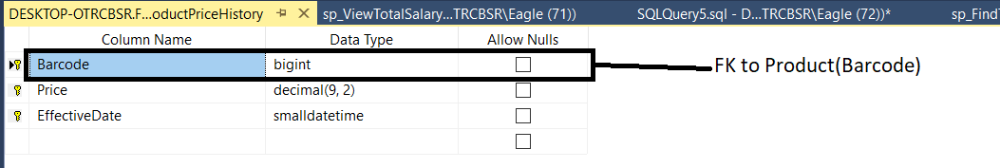 DESKTOP-OTRCBSR.F...oductPriceHistory sp_ViewTotalSalary...TRCBSR\Eagle (71)) SQLQuery5.sql - D...TRCBSR\Eagle (72))* sp_FindT
Column Name Data Type Allow Nulls
Barcode bigint FK to Product(Barcode)
Price decimal(9, 2)
EffectiveDate smalldatetime